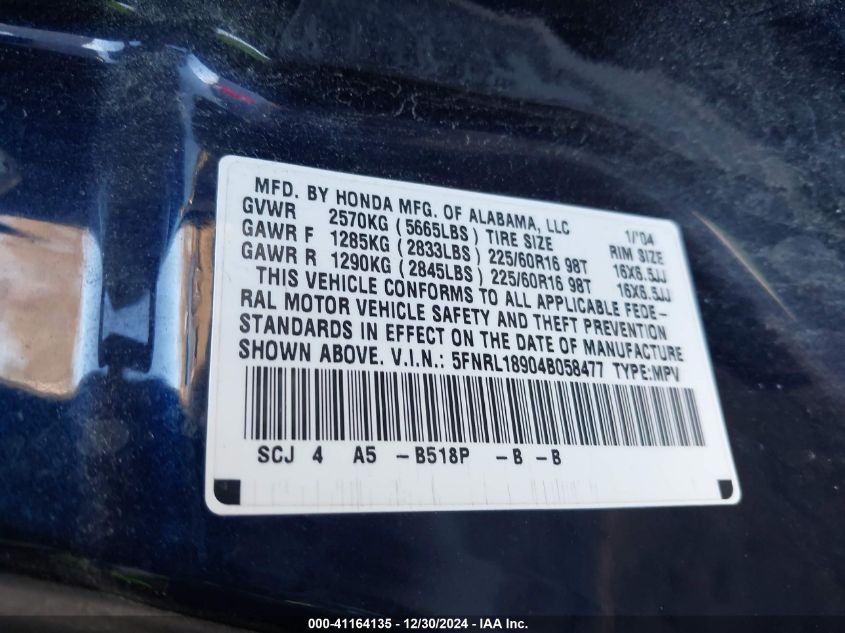 MFD. BY HONDA MFG. OF ALABAMA, LLC 1/'04
GVWR 2570KG (5665LBS) TIRE SIZE RIM SIZE
GAWR F 1285KG (2833LBS) 225/60R16 98T 16X6.5JJ
GAWR R 1290KG (2845LBS) 225/60R16 98T 16X6.5JJ
THIS VEHICLE CONFORMS TO ALL APPLICABLE FEDE-
RAL MOTOR VEHICLE SAFETY AND THEFT PREVENTION
STANDARDS IN EFFECT ON THE DATE OF MANUFACTURE
SHOWN ABOVE. V.I.N.: 5FNRL18904B058477 TYPE:MPV
SCJ 4 A5 -B518P -B -B
000-41164135 - 12/30/2024 - IAA Inc.